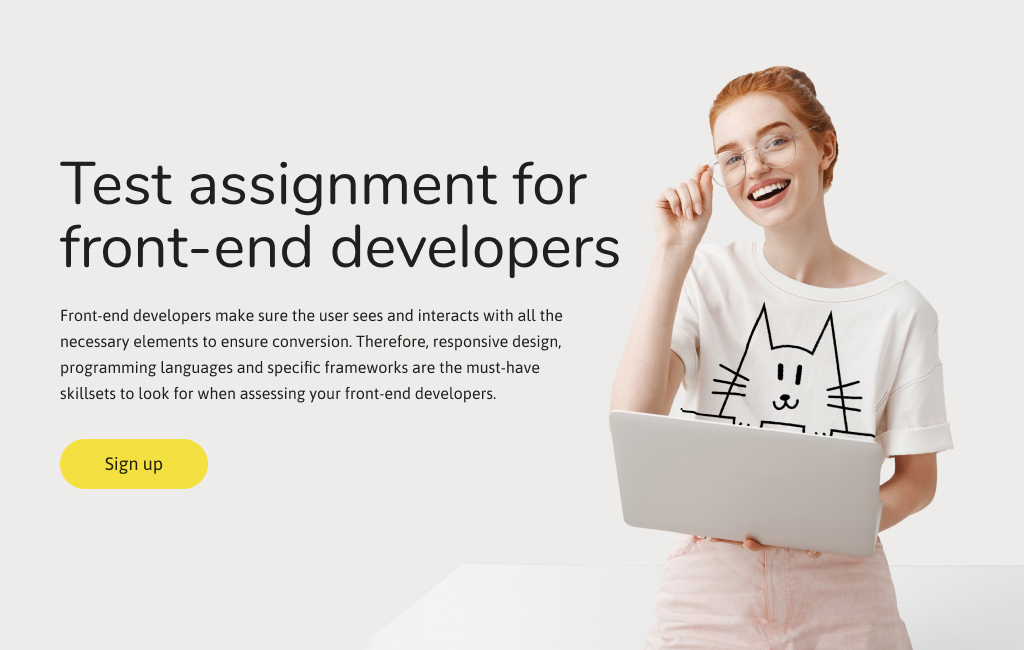 Test assignment for
front-end developers
Front-end developers make sure the user sees and interacts with all the
necessary elements to ensure conversion. Therefore, responsive design,
programming languages and specific frameworks are the must-have
skillsets to look for when assessing your front-end developers.
Sign up